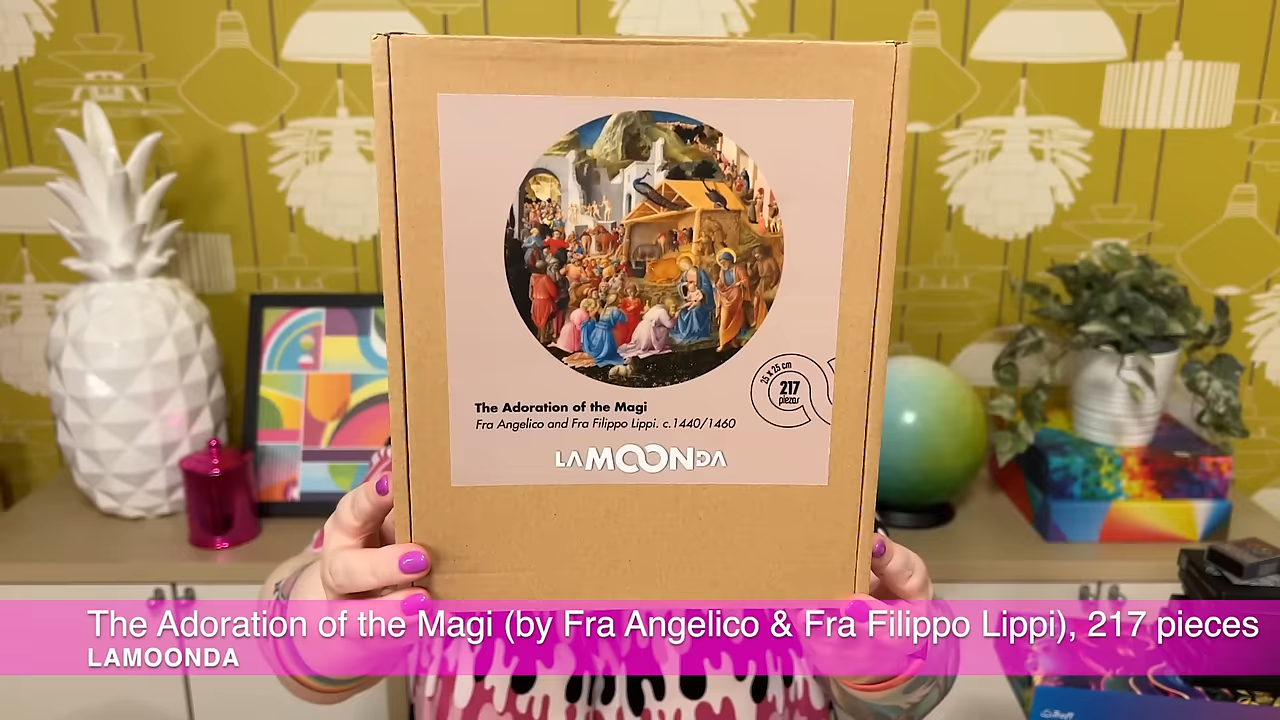 25 x 25 cm
217
piezas
The Adoration of the Magi
Fra Angelico and Fra Filippo Lippi. c.1440/1460
LAMOONDA
The Adoration of the Magi (by Fra Angelico & Fra Filippo Lippi), 217 pieces
LAMOONDA
Trefl